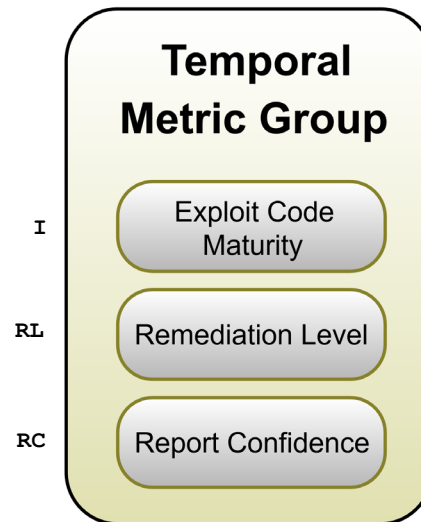 Temporal
Metric Group
I
Exploit Code
Maturity
RL
Remediation Level
RC
Report Confidence